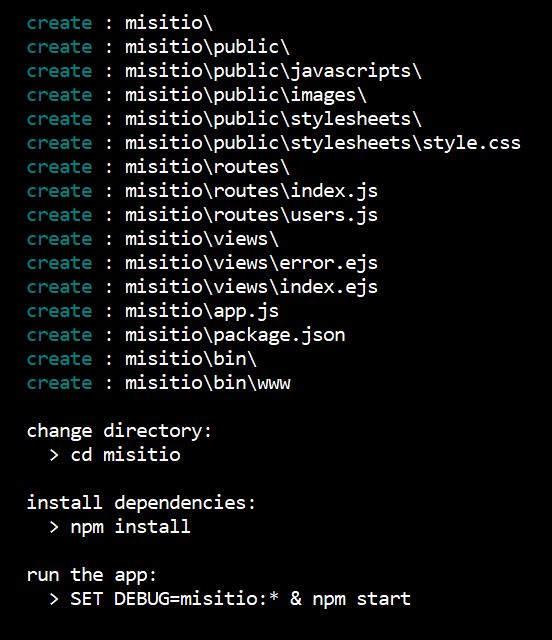 create : misitio\
create : misitio\public\
create : misitio\public\javascripts\
create : misitio\public\images\
create : misitio\public\stylesheets\
create : misitio\public\stylesheets\style.css
create : misitio\routes\
create : misitio\routes\index.js
create : misitio\routes\users.js
create : misitio\views\
create : misitio\views\error.ejs
create : misitio\views\index.ejs
create : misitio\app.js
create : misitio\package.json
create : misitio\bin\
create : misitio\bin\www
change directory:
> cd misitio
install dependencies:
> npm install
run the app:
> SET DEBUG=misitio:* & npm start